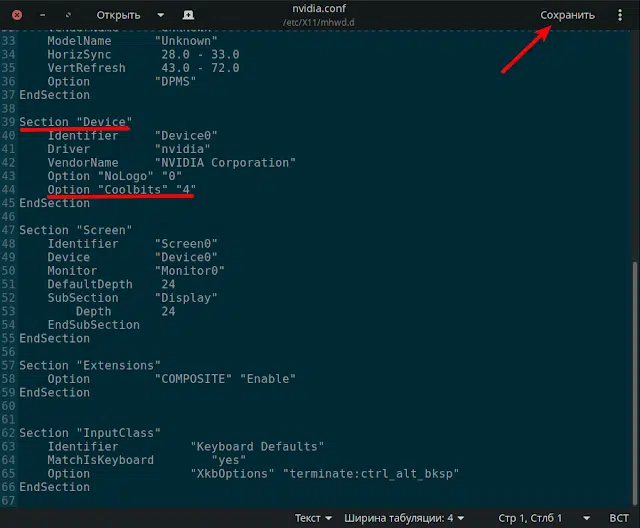 nvidia.conf
Открыть
/etc/X11/mhwd.d
Сохранить
33     ModelName      "Unknown"
34     HorizSync       28.0 - 33.0
35     VertRefresh     43.0 - 72.0
36     Option         "DPMS"
37 EndSection
38
39 Section "Device"
40     Identifier     "Device0"
41     Driver         "nvidia"
42     VendorName     "NVIDIA Corporation"
43     Option "NoLogo" "0"
44     Option "Coolbits" "4"
45 EndSection
46
47 Section "Screen"
48     Identifier     "Screen0"
49     Device         "Device0"
50     Monitor        "Monitor0"
51     DefaultDepth    24
52     SubSection     "Display"
53         Depth       24
54     EndSubSection
55 EndSection
56
57 Section "Extensions"
58     Option         "COMPOSITE" "Enable"
59 EndSection
60
61
62 Section "InputClass"
63     Identifier          "Keyboard Defaults"
64     MatchIsKeyboard        "yes"
65     Option              "XkbOptions" "terminate:ctrl_alt_bksp"
66 EndSection
67
Текст Ширина табуляции: 4 Стр 1, Стлб 1 ВСТ